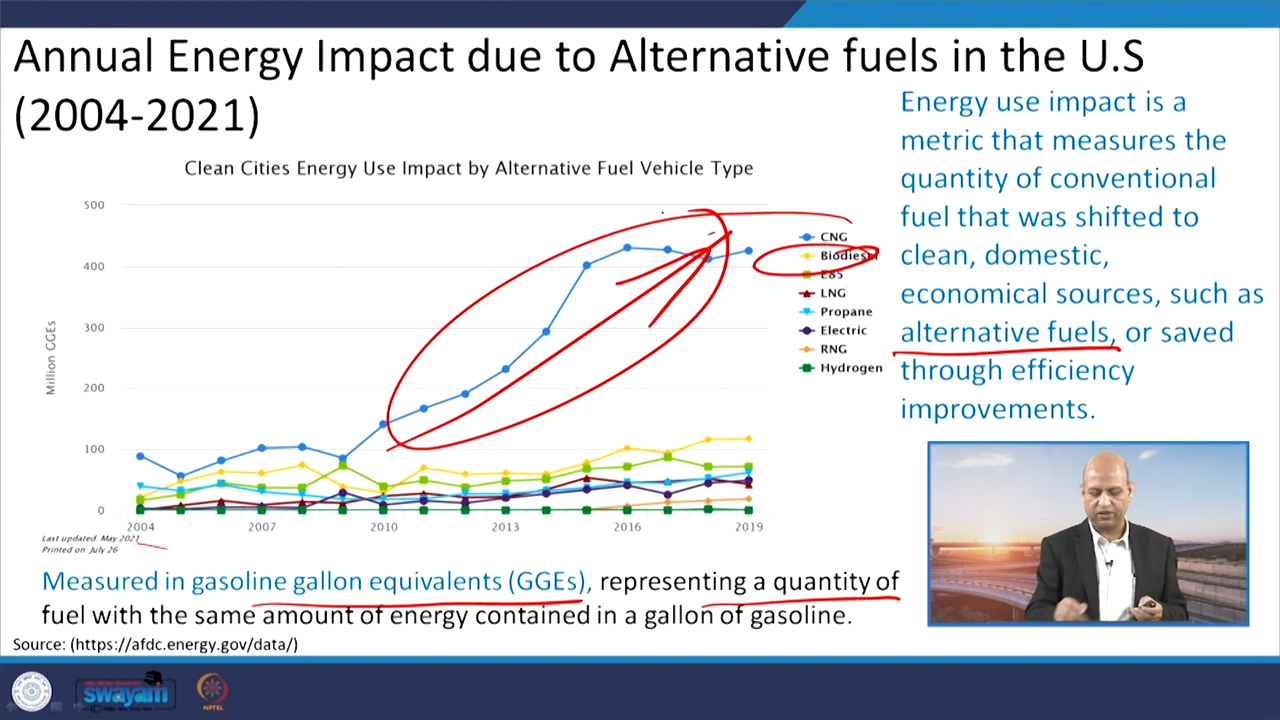 Annual Energy Impact due to Alternative fuels in the U.S
(2004-2021)
Energy use impact is a
metric that measures the
quantity of conventional
fuel that was shifted to
clean, domestic,
economical sources, such as
alternative fuels, or saved
through efficiency
improvements.
Clean Cities Energy Use Impact by Alternative Fuel Vehicle Type
Million GGEs
500
400
300
200
100
0
2004 2007 2010 2013 2016 2019
CNG
Biodiesel
E85
LNG
Propane
Electric
RNG
Hydrogen
Last updated May 2021
Printed on July 26
Measured in gasoline gallon equivalents (GGEs), representing a quantity of
fuel with the same amount of energy contained in a gallon of gasoline.
Source: (https://afdc.energy.gov/data/)
swayam
NPTEL